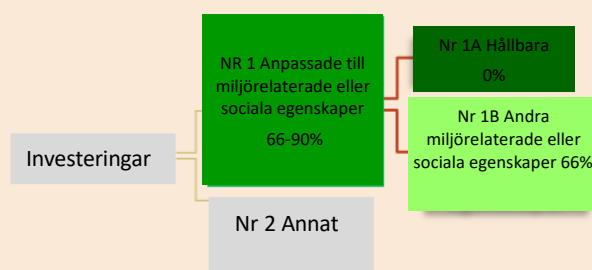 Investeringar
NR 1 Anpassade till
miljörelaterade eller
sociala egenskaper
66-90%
Nr 1A Hållbara
0%
Nr 1B Andra
miljörelaterade eller
sociala egenskaper 66%
Nr 2 Annat